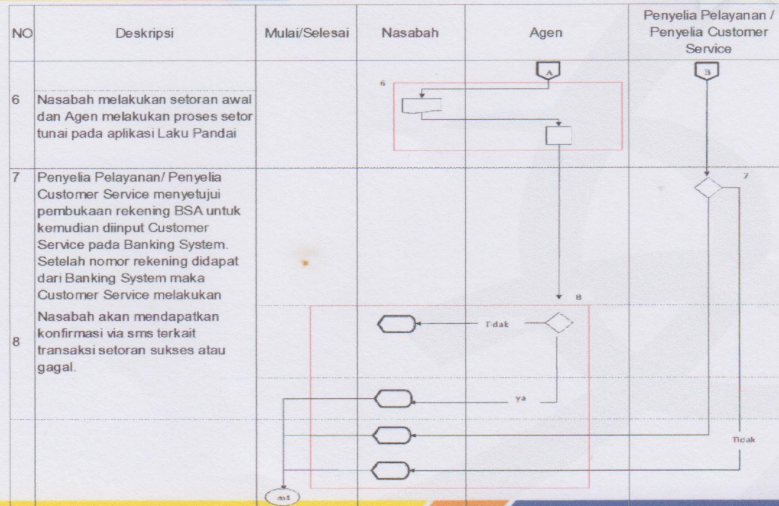 NO
Deskripsi
Mulai/Selesai
Nasabah
Agen
Penyelia Pelayanan /
Penyelia Customer
Service
A
B
6
6
Nasabah melakukan setoran awal
dan Agen melakukan proses setor
tunai pada aplikasi Laku Pandai
7
7
Penyelia Pelayanan/ Penyelia
Customer Service menyetujui
pembukaan rekening BSA untuk
kemudian diinput Customer
Service pada Banking System.
Setelah nomor rekening didapat
dari Banking System maka
Customer Service melakukan
8
8
Nasabah akan mendapatkan
konfirmasi via sms terkait
transaksi setoran sukses atau
gagal.
Tidak
ya
Tidak